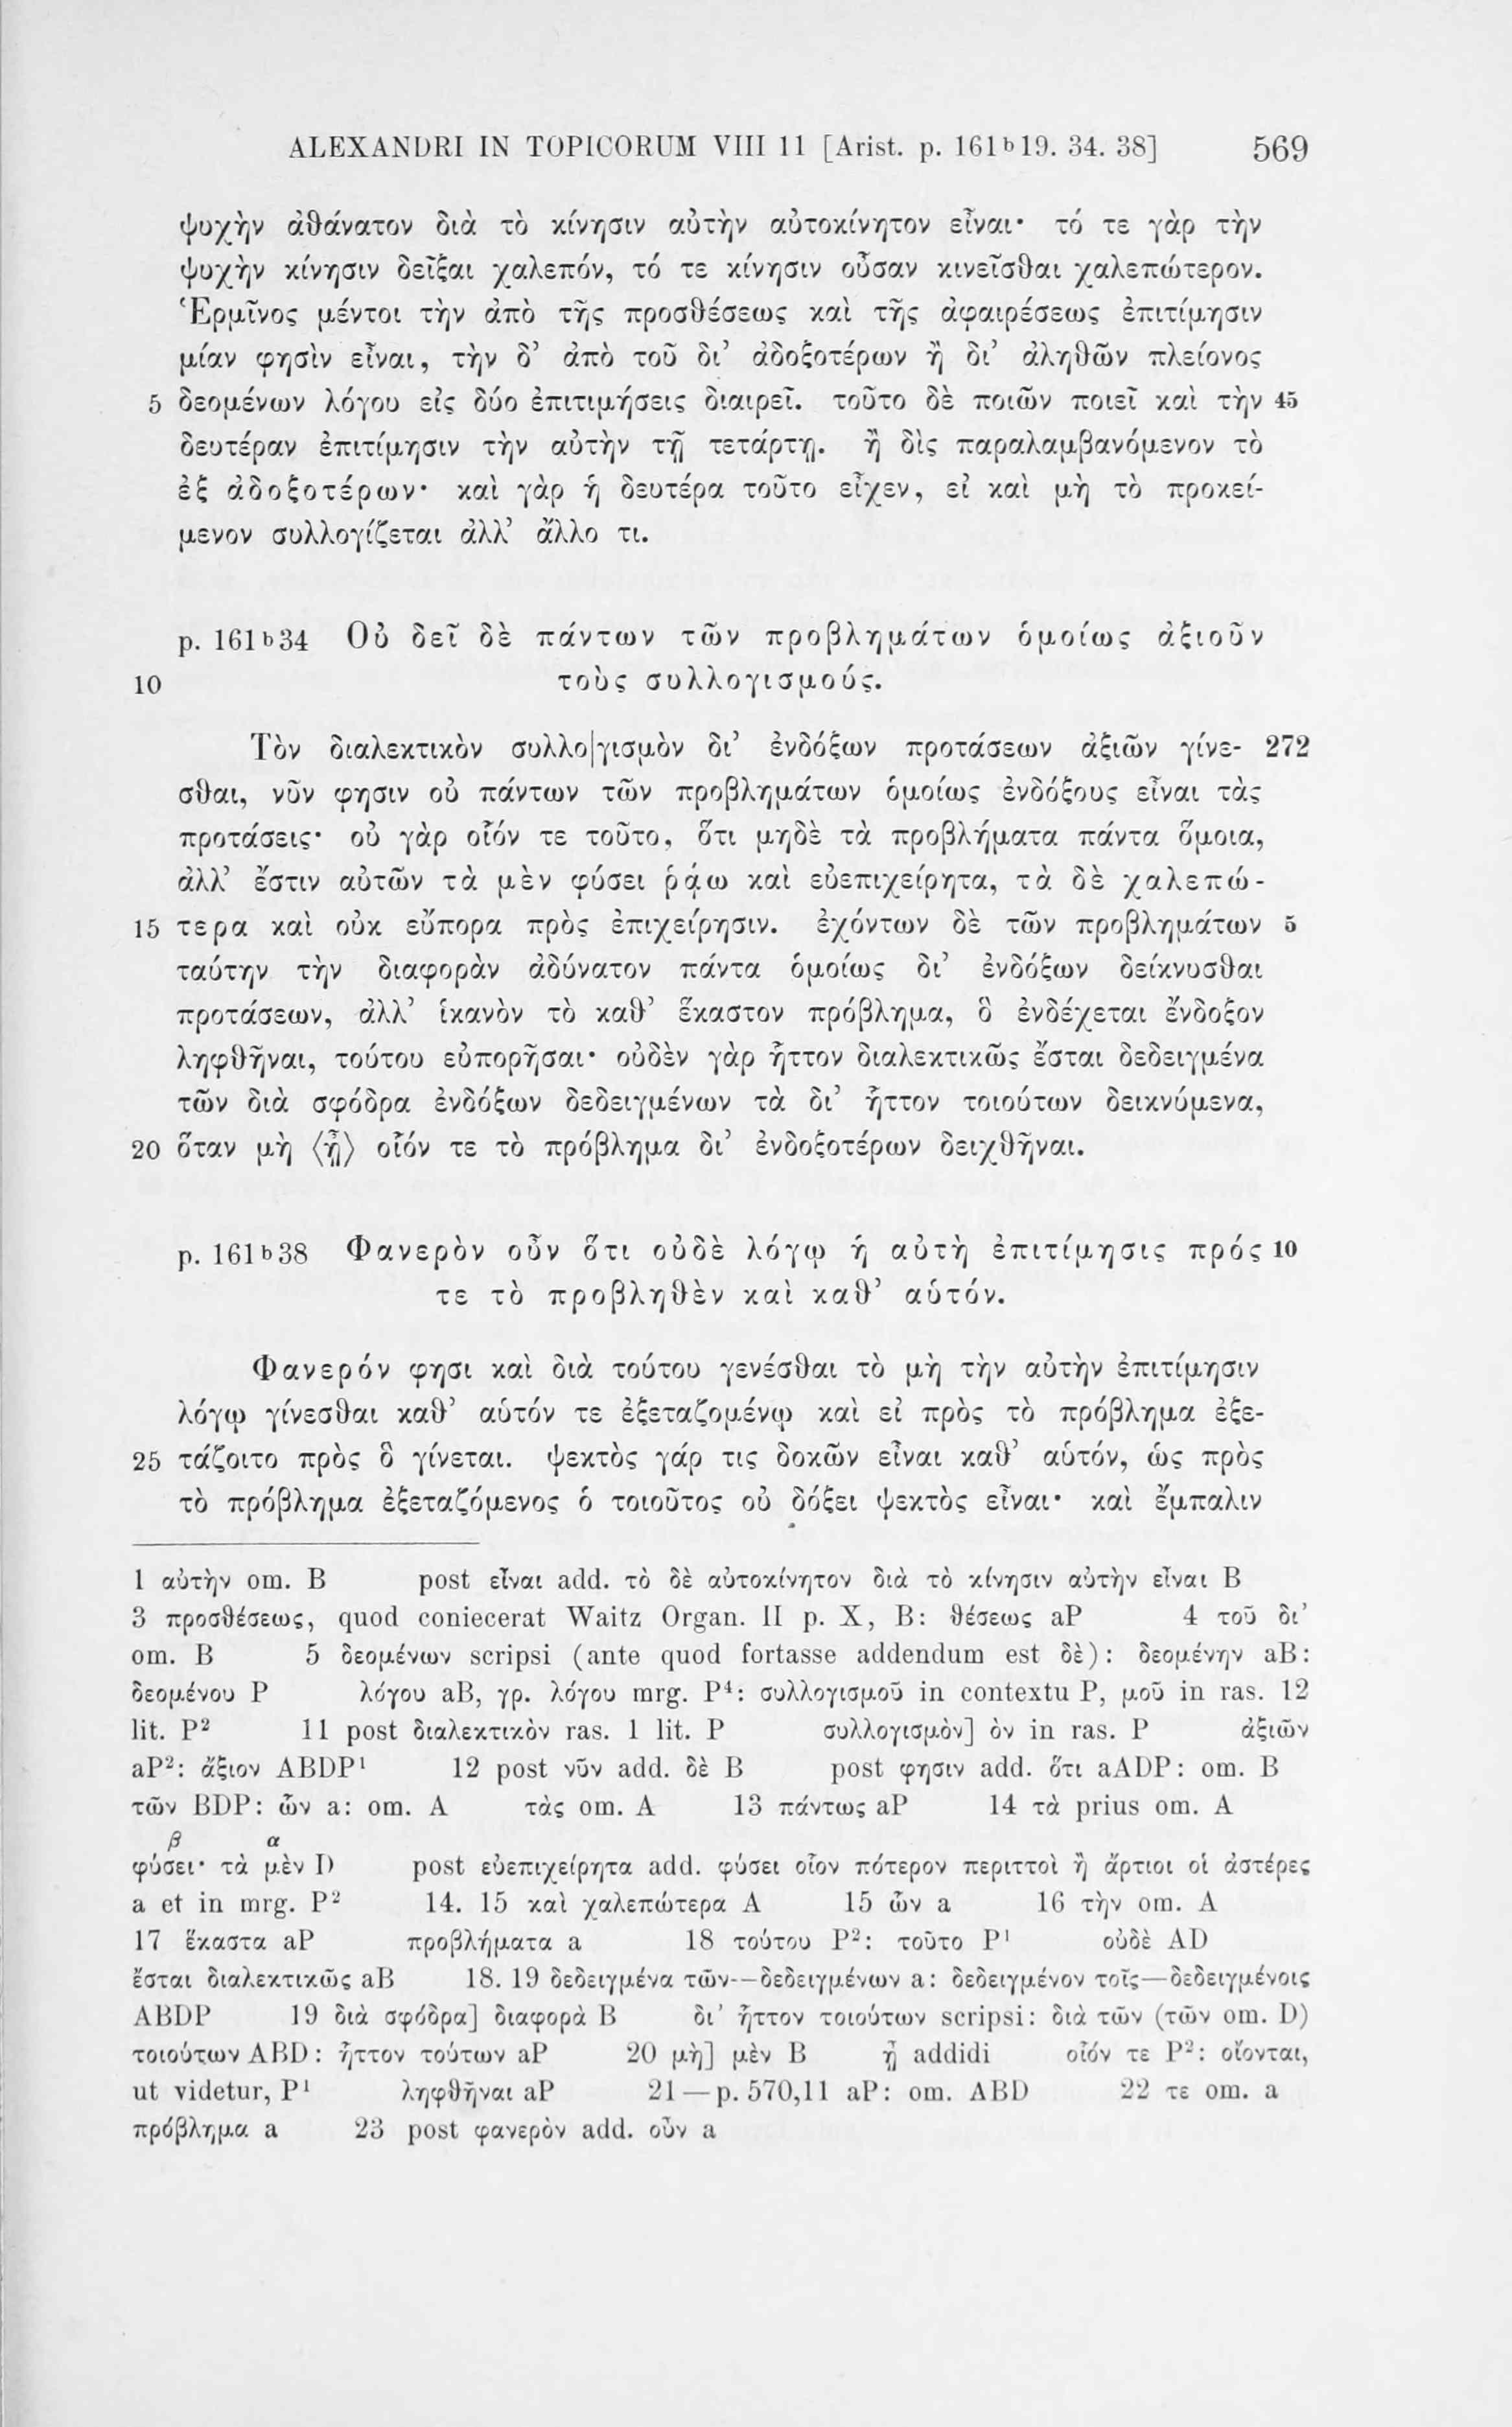 ALEXANDRI IN TOPICORUM VIII 11 [Arist. p. 161ᵇ19. 34. 38] 569
ψυχὴν ἀθάνατον διὰ τὸ κίνησιν αὐτὴν αὐτοκίνητον εἶναι· τό τε γὰρ τὴν
ψυχὴν κίνησιν δεῖξαι χαλεπόν, τό τε κίνησιν οὖσαν κινεῖσθαι χαλεπώτερον.
Ἑρμῖνος μέντοι τὴν ἀπὸ τῆς προσθέσεως καὶ τῆς ἀφαιρέσεως ἐπιτίμησιν
μίαν φησὶν εἶναι, τὴν δ’ ἀπὸ τοῦ δι’ ἀδοξοτέρων ἢ δι’ ἀληθῶν πλείονος
5 δεομένων λόγου εἰς δύο ἐπιτιμήσεις διαιρεῖ. τοῦτο δὲ ποιῶν ποιεῖ καὶ τὴν 45
δευτέραν ἐπιτίμησιν τὴν αὐτὴν τῇ τετάρτῃ. ἢ δὶς παραλαμβανόμενον τὸ
ἐξ ἀδοξοτέρων· καὶ γὰρ ἡ δευτέρα τοῦτο εἶχεν, εἰ καὶ μὴ τὸ προκεί-
μενον συλλογίζεται ἀλλ’ ἄλλο τι.
p. 161ᵇ34 Οὐ δεῖ δὲ πάντων τῶν προβλημάτων ὁμοίως ἀξιοῦν
10 τοὺς συλλογισμούς.
Τὸν διαλεκτικὸν συλλο|γισμὸν δι’ ἐνδόξων προτάσεων ἀξιῶν γίνε- 272
σθαι, νῦν φησιν οὐ πάντων τῶν προβλημάτων ὁμοίως ἐνδόξους εἶναι τὰς
προτάσεις· οὐ γὰρ οἷόν τε τοῦτο, ὅτι μηδὲ τὰ προβλήματα πάντα ὅμοια,
ἀλλ’ ἔστιν αὐτῶν τὰ μὲν φύσει ῥᾴω καὶ εὐεπιχείρητα, τὰ δὲ χαλεπώ-
15 τερα καὶ οὐκ εὔπορα πρὸς ἐπιχείρησιν. ἐχόντων δὲ τῶν προβλημάτων 5
ταύτην τὴν διαφορὰν ἀδύνατον πάντα ὁμοίως δι’ ἐνδόξων δείκνυσθαι
προτάσεων, ἀλλ’ ἱκανὸν τὸ καθ’ ἕκαστον πρόβλημα, ὃ ἐνδέχεται ἔνδοξον
ληφθῆναι, τούτου εὐπορῆσαι· οὐδὲν γὰρ ἧττον διαλεκτικῶς ἔσται δεδειγμένα
τῶν διὰ σφόδρα ἐνδόξων δεδειγμένων τὰ δι’ ἧττον τοιούτων δεικνύμενα,
20 ὅταν μὴ ⟨ᾖ⟩ οἷόν τε τὸ πρόβλημα δι’ ἐνδοξοτέρων δειχθῆναι.
p. 161ᵇ38 Φανερὸν οὖν ὅτι οὐδὲ λόγῳ ἡ αὐτὴ ἐπιτίμησις πρός 10
τε τὸ προβληθὲν καὶ καθ’ αὑτόν.
Φανερόν φησι καὶ διὰ τούτου γενέσθαι τὸ μὴ τὴν αὐτὴν ἐπιτίμησιν
λόγῳ γίνεσθαι καθ’ αὑτόν τε ἐξεταζομένῳ καὶ εἰ πρὸς τὸ πρόβλημα ἐξε-
25 τάζοιτο πρὸς ὃ γίνεται. ψεκτὸς γάρ τις δοκῶν εἶναι καθ’ αὑτόν, ὡς πρὸς
τὸ πρόβλημα ἐξεταζόμενος ὁ τοιοῦτος οὐ δόξει ψεκτὸς εἶναι· καὶ ἔμπαλιν
1 αὐτὴν om. B post εἶναι add. τὸ δὲ αὐτοκίνητον διὰ τὸ κίνησιν αὐτὴν εἶναι B
3 προσθέσεως, quod coniecerat Waitz Organ. II p. X, B: θέσεως aP 4 τοῦ δι’
om. B 5 δεομένων scripsi (ante quod fortasse addendum est δὲ): δεομένην aB:
δεομένου P λόγου aB, γρ. λόγου mrg. P⁴: συλλογισμοῦ in contextu P, μοῦ in ras. 12
lit. P² 11 post διαλεκτικὸν ras. 1 lit. P συλλογισμὸν] ὸν in ras. P ἀξιῶν
aP²: ἄξιον ABDP¹ 12 post νῦν add. δὲ B post φησιν add. ὅτι aADP: om. B
τῶν BDP: ὧν a: om. A τὰς om. A 13 πάντως aP 14 τὰ prius om. A
β α
φύσει· τὰ μὲν D post εὐεπιχείρητα add. φύσει οἷον πότερον περιττοὶ ἢ ἄρτιοι οἱ ἀστέρες
a et in mrg. P² 14. 15 καὶ χαλεπώτερα A 15 ὧν a 16 τὴν om. A
17 ἕκαστα aP προβλήματα a 18 τούτου P²: τοῦτο P¹ οὐδὲ AD
ἔσται διαλεκτικῶς aB 18. 19 δεδειγμένα τῶν—δεδειγμένων a: δεδειγμένον τοῖς—δεδειγμένοις
ABDP 19 διὰ σφόδρα] διαφορὰ B δι’ ἧττον τοιούτων scripsi: διὰ τῶν (τῶν om. D)
τοιούτων ABD: ἧττον τούτων aP 20 μὴ] μὲν B ᾖ addidi οἷόν τε P²: οἴονται,
ut videtur, P¹ ληφθῆναι aP 21—p. 570,11 aP: om. ABD 22 τε om. a
πρόβλημα a 23 post φανερὸν add. οὖν a